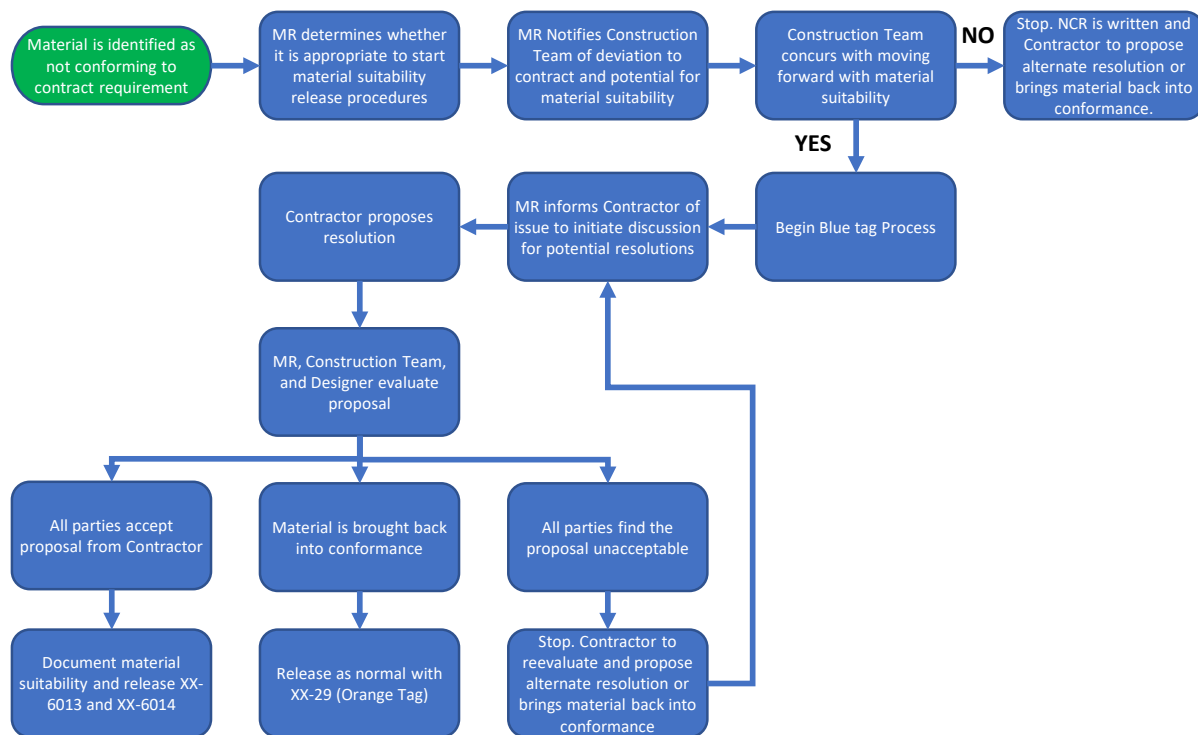 Material is identified as
not conforming to
contract requirement
MR determines whether
it is appropriate to start
material suitability
release procedures
MR Notifies Construction
Team of deviation to
contract and potential for
material suitability
Construction Team
concurs with moving
forward with material
suitability
NO
Stop. NCR is written and
Contractor to propose
alternate resolution or
brings material back into
conformance.
YES
Contractor proposes
resolution
MR informs Contractor of
issue to initiate discussion
for potential resolutions
Begin Blue tag Process
MR, Construction Team,
and Designer evaluate
proposal
All parties accept
proposal from Contractor
Material is brought back
into conformance
All parties find the
proposal unacceptable
Document material
suitability and release XX-
6013 and XX-6014
Release as normal with
XX-29 (Orange Tag)
Stop. Contractor to
reevaluate and propose
alternate resolution or
brings material back into
conformance